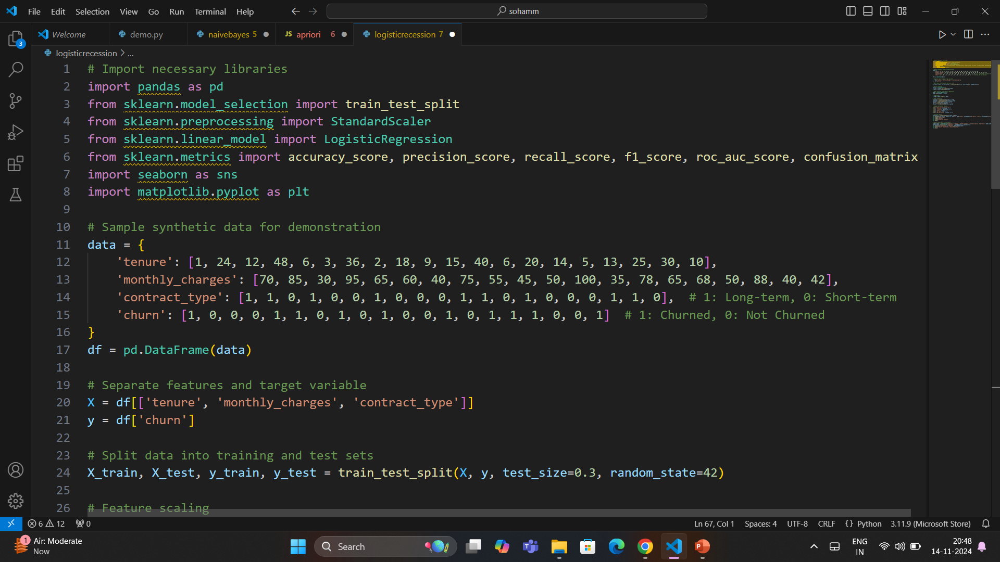 File Edit Selection View Go Run Terminal Help
sohamm
Welcome
demo.py
naivebayes 5
JS apriori 6
logisticrecession 7
logisticrecession > ...
1 # Import necessary libraries
2 import pandas as pd
3 from sklearn.model_selection import train_test_split
4 from sklearn.preprocessing import StandardScaler
5 from sklearn.linear_model import LogisticRegression
6 from sklearn.metrics import accuracy_score, precision_score, recall_score, f1_score, roc_auc_score, confusion_matrix
7 import seaborn as sns
8 import matplotlib.pyplot as plt
9
10 # Sample synthetic data for demonstration
11 data = {
12 'tenure': [1, 24, 12, 48, 6, 3, 36, 2, 18, 9, 15, 40, 6, 20, 14, 5, 13, 25, 30, 10],
13 'monthly_charges': [70, 85, 30, 95, 65, 60, 40, 75, 55, 45, 50, 100, 35, 78, 65, 68, 50, 88, 40, 42],
14 'contract_type': [1, 1, 0, 1, 0, 0, 1, 0, 0, 0, 1, 1, 0, 1, 0, 0, 0, 1, 1, 0], # 1: Long-term, 0: Short-term
15 'churn': [1, 0, 0, 0, 1, 1, 0, 1, 0, 1, 0, 0, 1, 0, 1, 1, 1, 0, 0, 1] # 1: Churned, 0: Not Churned
16 }
17 df = pd.DataFrame(data)
18
19 # Separate features and target variable
20 X = df[['tenure', 'monthly_charges', 'contract_type']]
21 y = df['churn']
22
23 # Split data into training and test sets
24 X_train, X_test, y_train, y_test = train_test_split(X, y, test_size=0.3, random_state=42)
25
26 # Feature scaling
3
6 12 0
Ln 67, Col 1 Spaces: 4 UTF-8 CRLF {} Python 3.11.9 (Microsoft Store)
1
Air: Moderate
Now
Search
ENG
IN
20:48
14-11-2024